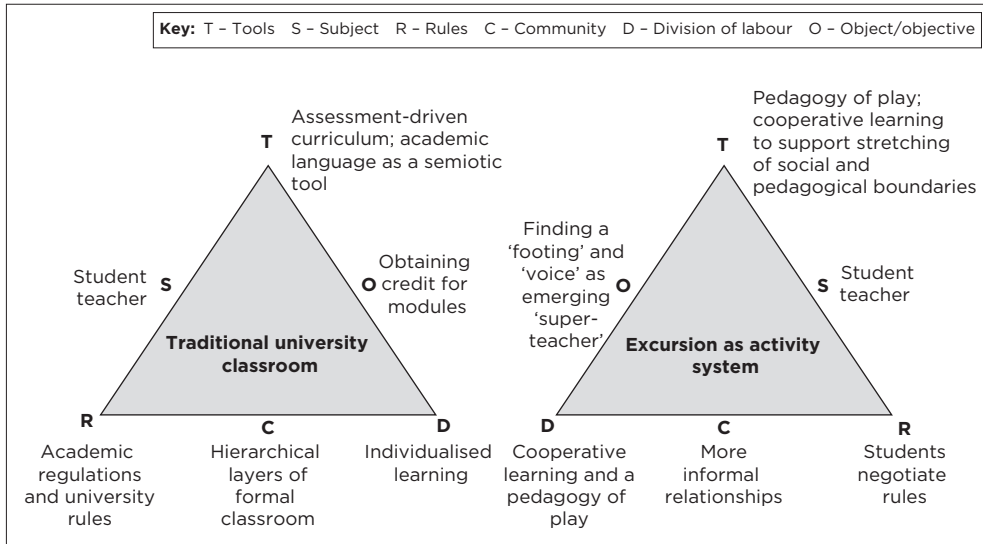 Key: T – Tools S – Subject R – Rules C – Community D – Division of labour O – Object/objective
T
Assessment-driven
curriculum; academic
language as a semiotic
tool
Student
teacher
S
O
Obtaining
credit for
modules
Traditional university
classroom
R
Academic
regulations
and university
rules
C
Hierarchical
layers of
formal
classroom
D
Individualised
learning
T
Pedagogy of play;
cooperative learning
to support stretching
of social and
pedagogical boundaries
Finding a
‘footing’ and
‘voice’ as
emerging
‘super-
teacher’
O
S
Student
teacher
Excursion as activity
system
D
Cooperative
learning and a
pedagogy of
play
C
More
informal
relationships
R
Students
negotiate
rules